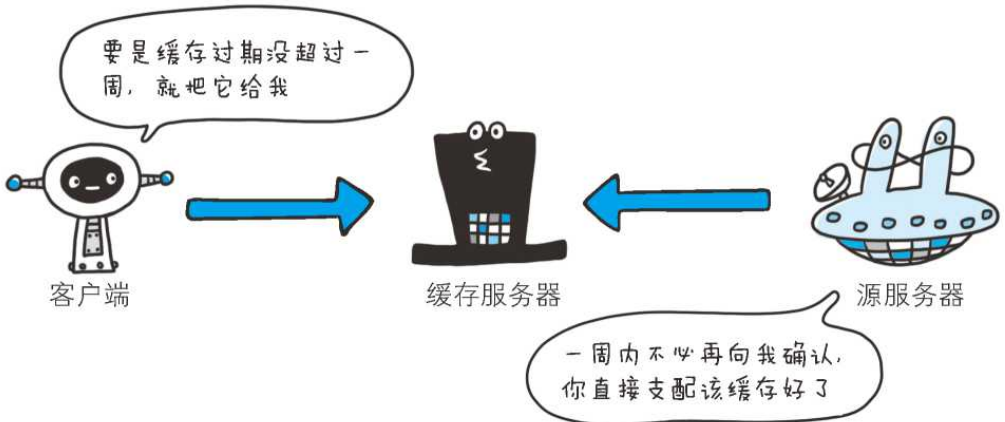 要是缓存过期没超过一
周，就把它给我
客户端
缓存服务器
源服务器
一周内不必再向我确认，
你直接支配该缓存好了